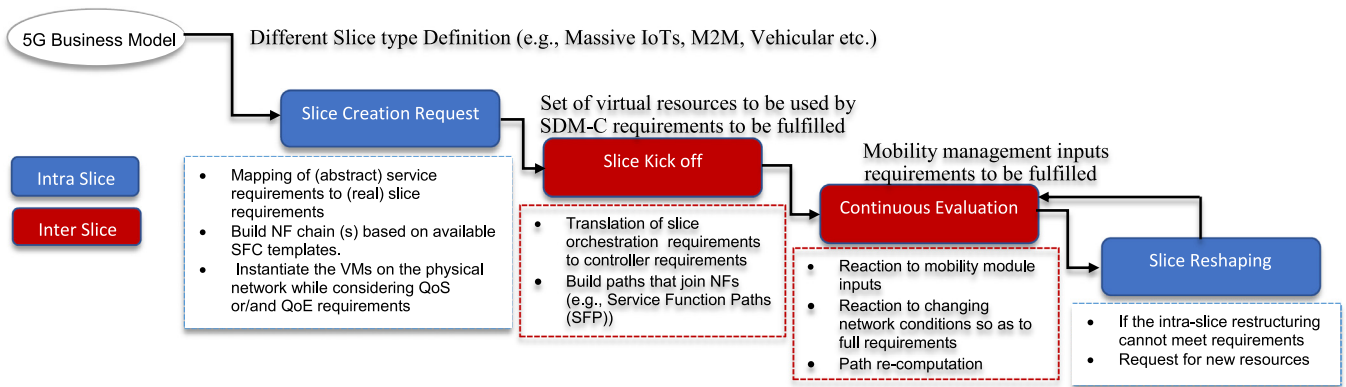 5G Business Model
Different Slice type Definition (e.g., Massive IoTs, M2M, Vehicular etc.)
Slice Creation Request
Set of virtual resources to be used by
SDM-C requirements to be fulfilled
Slice Kick off
Mobility management inputs
requirements to be fulfilled
Continuous Evaluation
Slice Reshaping
Intra Slice
Inter Slice
• Mapping of (abstract) service
requirements to (real) slice
requirements
• Build NF chain (s) based on available
SFC templates.
• Instantiate the VMs on the physical
network while considering QoS
or/and QoE requirements
• Translation of slice
orchestration requirements
to controller requirements
• Build paths that join NFs
(e.g., Service Function Paths
(SFP))
• Reaction to mobility module
inputs
• Reaction to changing
network conditions so as to
full requirements
• Path re-computation
• If the intra-slice restructuring
cannot meet requirements
• Request for new resources